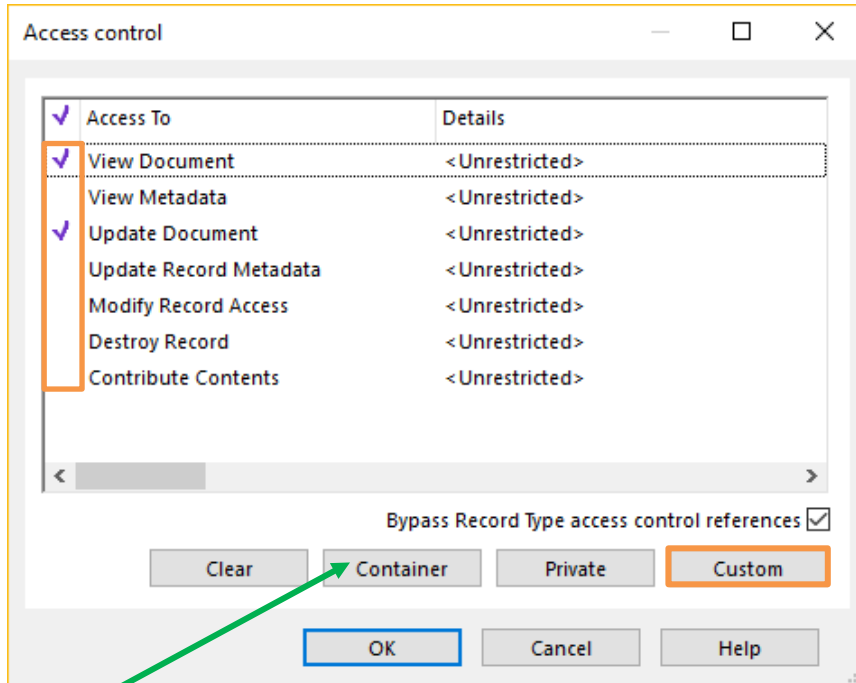 Access control
Access To Details
View Document <Unrestricted>
View Metadata <Unrestricted>
Update Document <Unrestricted>
Update Record Metadata <Unrestricted>
Modify Record Access <Unrestricted>
Destroy Record <Unrestricted>
Contribute Contents <Unrestricted>
Bypass Record Type access control references
Clear Container Private Custom
OK Cancel Help